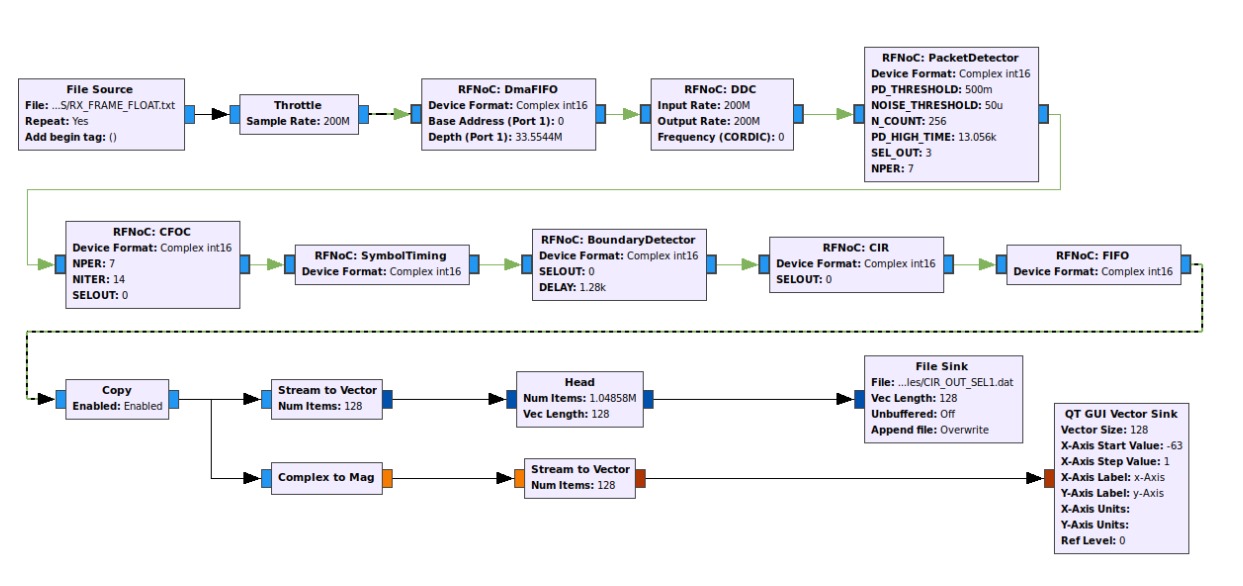 File Source
File: ...S/RX_FRAME_FLOAT.txt
Repeat: Yes
Add begin tag: ()
Throttle
Sample Rate: 200M
RFNoC: DmaFIFO
Device Format: Complex int16
Base Address (Port 1): 0
Depth (Port 1): 33.5544M
RFNoC: DDC
Input Rate: 200M
Output Rate: 200M
Frequency (CORDIC): 0
RFNoC: PacketDetector
Device Format: Complex int16
PD_THRESHOLD: 500m
NOISE_THRESHOLD: 50u
N_COUNT: 256
PD_HIGH_TIME: 13.056k
SEL_OUT: 3
NPER: 7
RFNoC: CFOC
Device Format: Complex int16
NPER: 7
NITER: 14
SELOUT: 0
RFNoC: SymbolTiming
Device Format: Complex int16
RFNoC: BoundaryDetector
Device Format: Complex int16
SELOUT: 0
DELAY: 1.28k
RFNoC: CIR
Device Format: Complex int16
SELOUT: 0
RFNoC: FIFO
Device Format: Complex int16
Copy
Enabled: Enabled
Stream to Vector
Num Items: 128
Head
Num Items: 1.04858M
Vec Length: 128
File Sink
File: ...les/CIR_OUT_SEL1.dat
Vec Length: 128
Unbuffered: Off
Append file: Overwrite
Complex to Mag
Stream to Vector
Num Items: 128
QT GUI Vector Sink
Vector Size: 128
X-Axis Start Value: -63
X-Axis Step Value: 1
X-Axis Label: x-Axis
Y-Axis Label: y-Axis
X-Axis Units:
Y-Axis Units:
Ref Level: 0